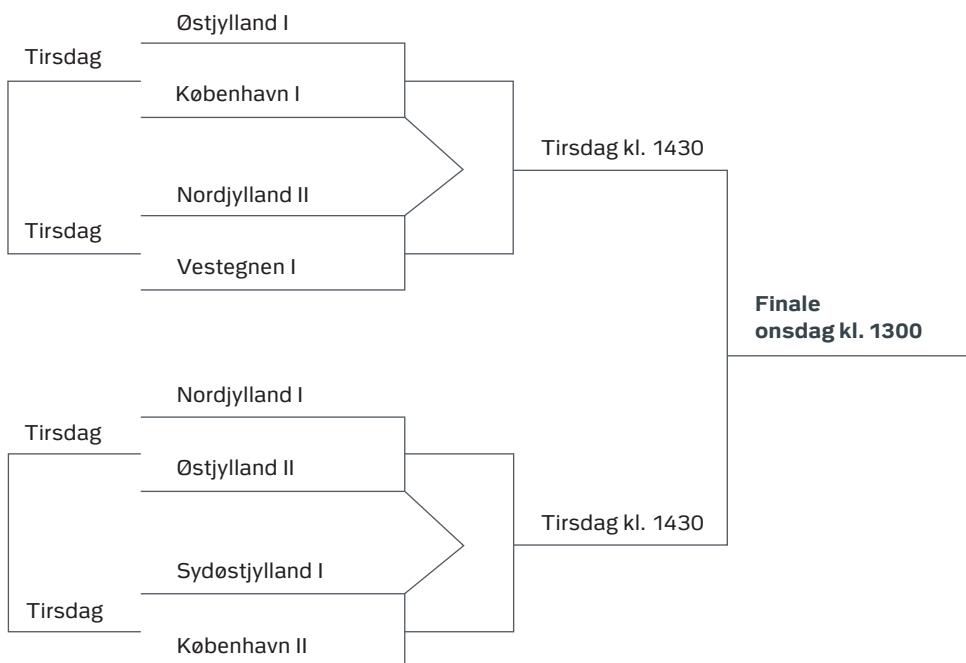 Østjylland I
Tirsdag
København I
Tirsdag kl. 1430
Nordjylland II
Tirsdag
Vestegnen I
Finale
onsdag kl. 1300
Nordjylland I
Tirsdag
Østjylland II
Tirsdag kl. 1430
Sydøstjylland I
Tirsdag
København II